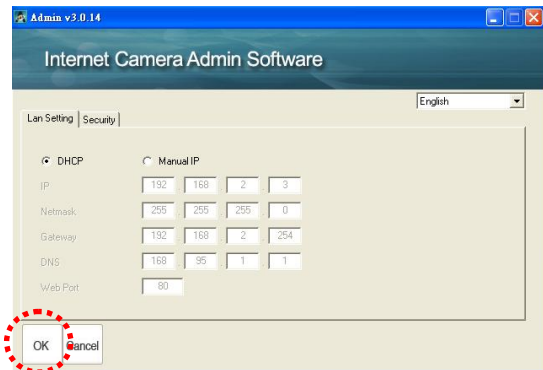 Admin v3.0.14
Internet Camera Admin Software
English
Lan Setting Security
DHCP Manual IP
IP 192 . 168 . 2 . 3
Netmask 255 . 255 . 255 . 0
Gateway 192 . 168 . 2 . 254
DNS 168 . 95 . 1 . 1
Web Port 80
OK Cancel